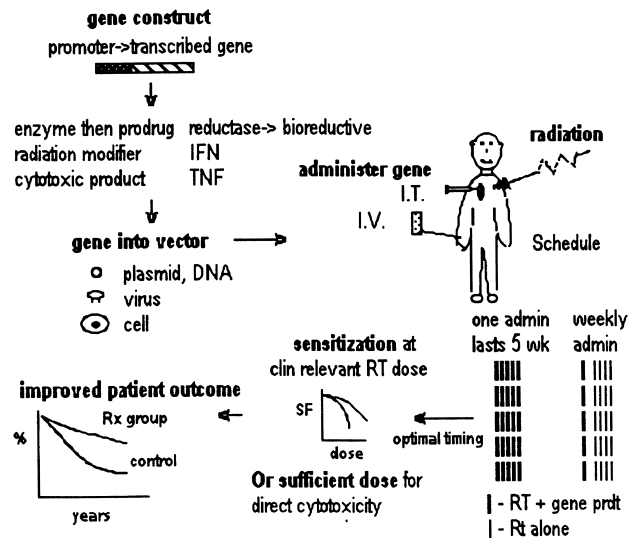 gene construct
promoter->transcribed gene
enzyme then prodrug reductase-> bioreductive
radiation modifier IFN
cytotoxic product TNF
gene into vector
plasmid, DNA
virus
cell
administer gene
I.T.
I.V.
radiation
Schedule
one admin
lasts 5 wk
weekly
admin
| - RT + gene prdt
| - Rt alone
optimal timing
sensitization at
clin relevant RT dose
SF
dose
Or sufficient dose for
direct cytotoxicity
improved patient outcome
Rx group
%
control
years